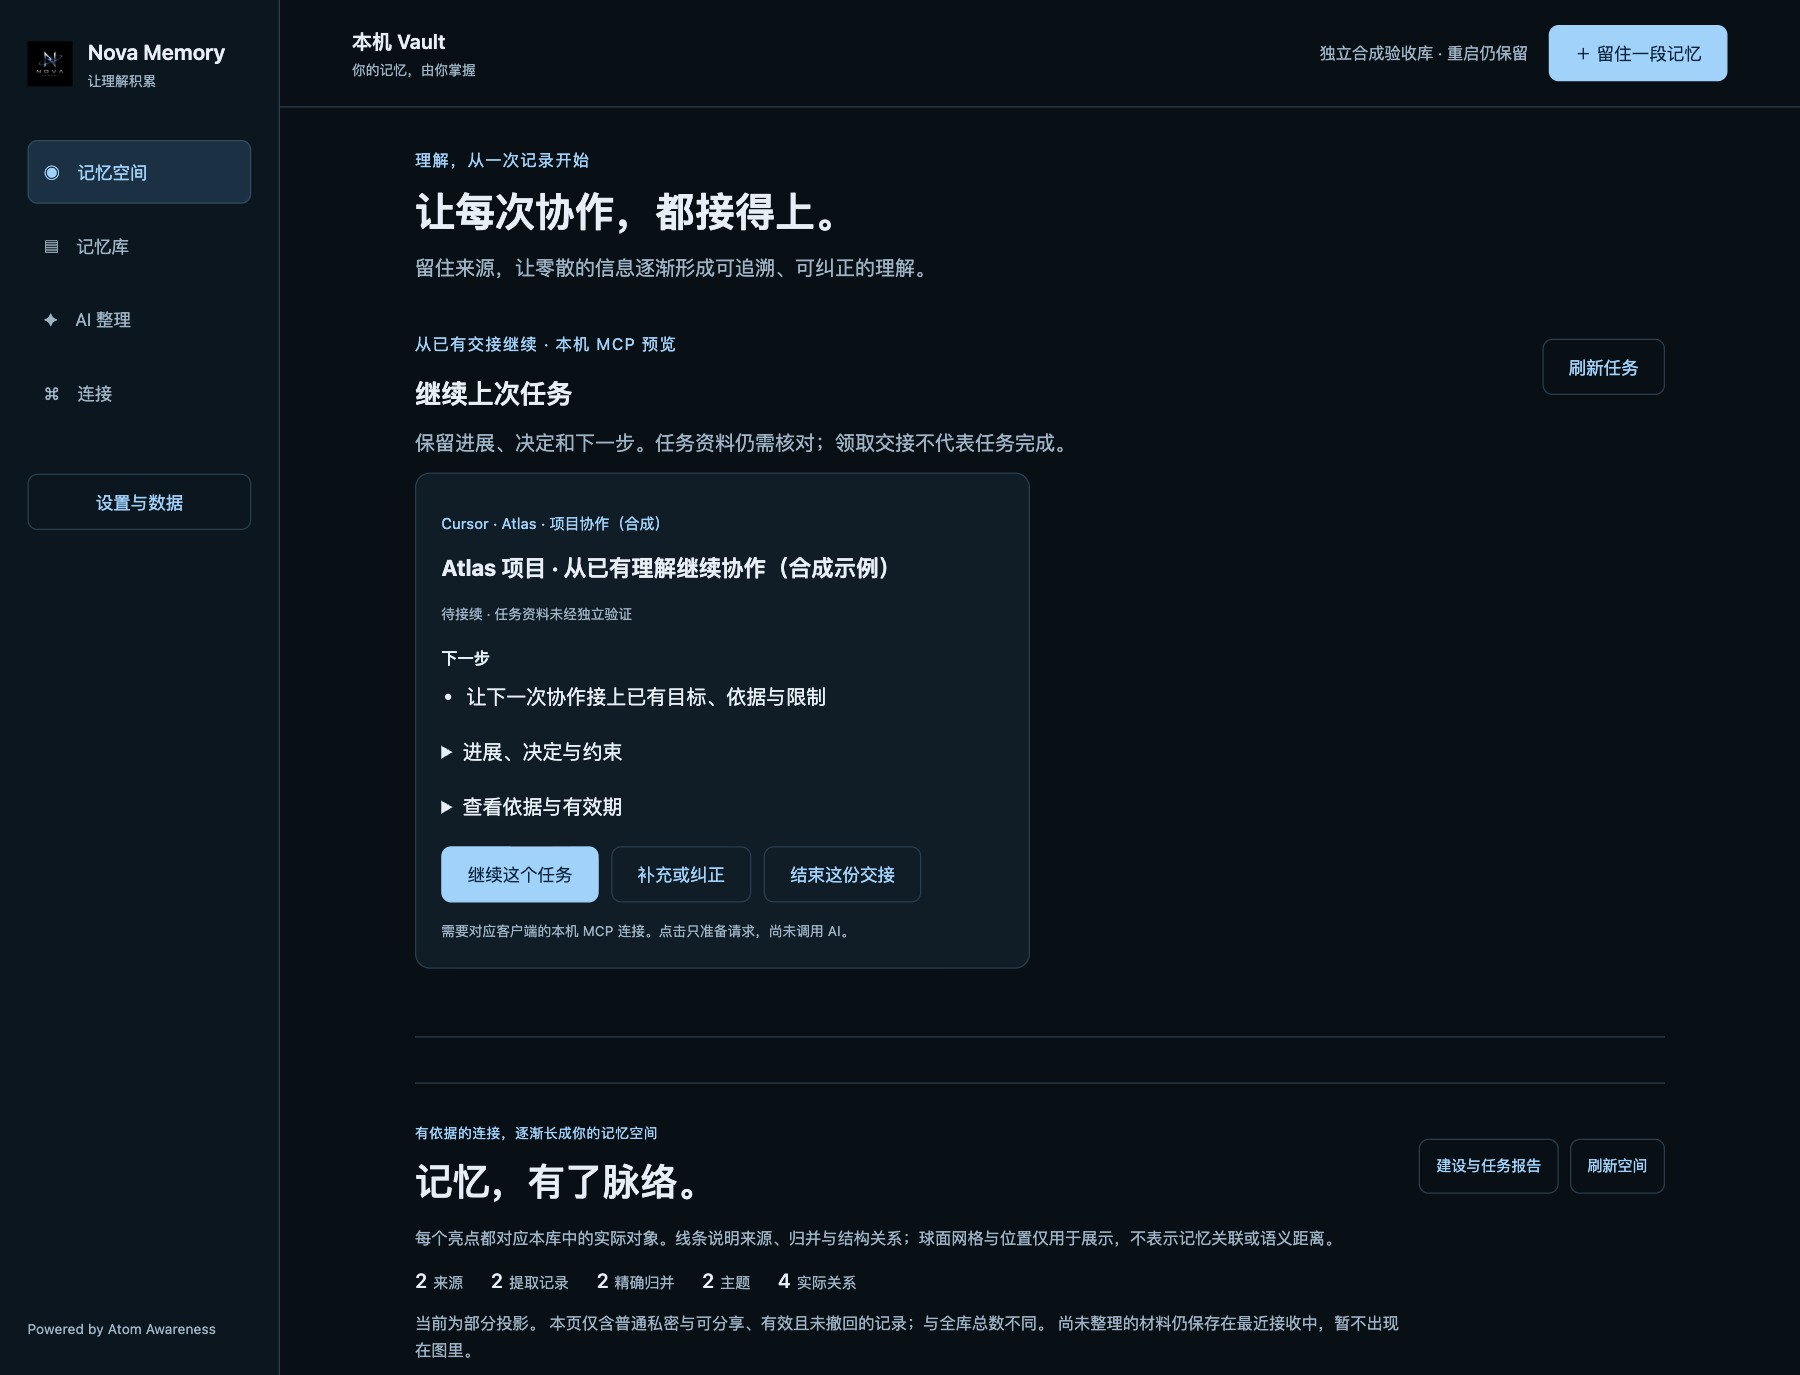 NOVA
Nova Memory
让理解积累
◉ 记忆空间
▤ 记忆库
✦ AI 整理
⌘ 连接
设置与数据
Powered by Atom Awareness
本机 Vault
你的记忆，由你掌握
独立合成验收库 · 重启仍保留
＋ 留住一段记忆
理解，从一次记录开始
让每次协作，都接得上。
留住来源，让零散的信息逐渐形成可追溯、可纠正的理解。
从已有交接继续 · 本机 MCP 预览
继续上次任务
刷新任务
保留进展、决定和下一步。任务资料仍需核对；领取交接不代表任务完成。
Cursor · Atlas · 项目协作（合成）
Atlas 项目 · 从已有理解继续协作（合成示例）
待接续 · 任务资料未经独立验证
下一步
• 让下一次协作接上已有目标、依据与限制
▶ 进展、决定与约束
▶ 查看依据与有效期
继续这个任务
补充或纠正
结束这份交接
需要对应客户端的本机 MCP 连接。点击只准备请求，尚未调用 AI。
有依据的连接，逐渐长成你的记忆空间
记忆，有了脉络。
建设与任务报告
刷新空间
每个亮点都对应本库中的实际对象。线条说明来源、归并与结构关系；球面网格与位置仅用于展示，不表示记忆关联或语义距离。
2 来源 2 提取记录 2 精确归并 2 主题 4 实际关系
当前为部分投影。 本页仅含普通私密与可分享、有效且未撤回的记录；与全库总数不同。 尚未整理的材料仍保存在最近接收中，暂不出现
在图里。